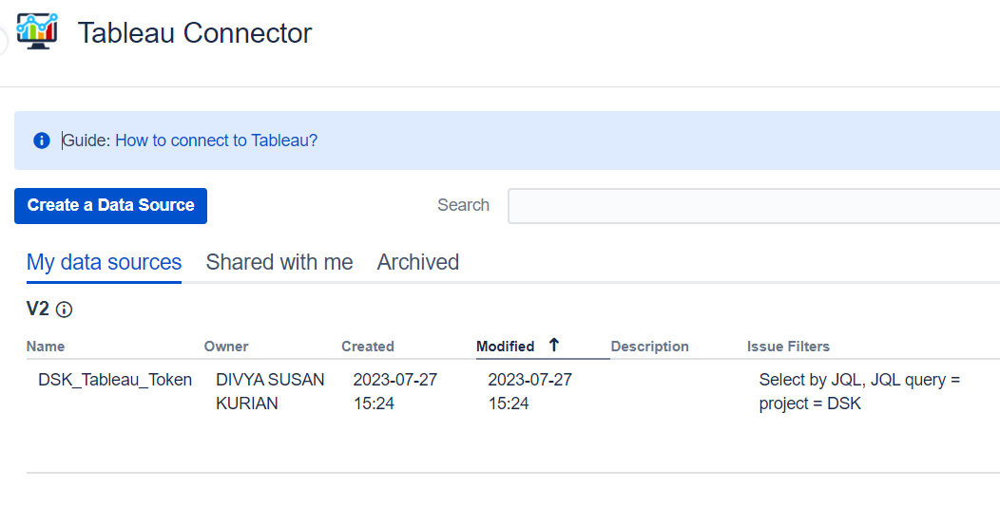 Tableau Connector
Guide: How to connect to Tableau?
Create a Data Source
Search
My data sources Shared with me Archived
V2
Name Owner Created Modified Description Issue Filters
DSK_Tableau_Token DIVYA SUSAN 2023-07-27 2023-07-27 Select by JQL, JQL query =
KURIAN 15:24 15:24 project = DSK